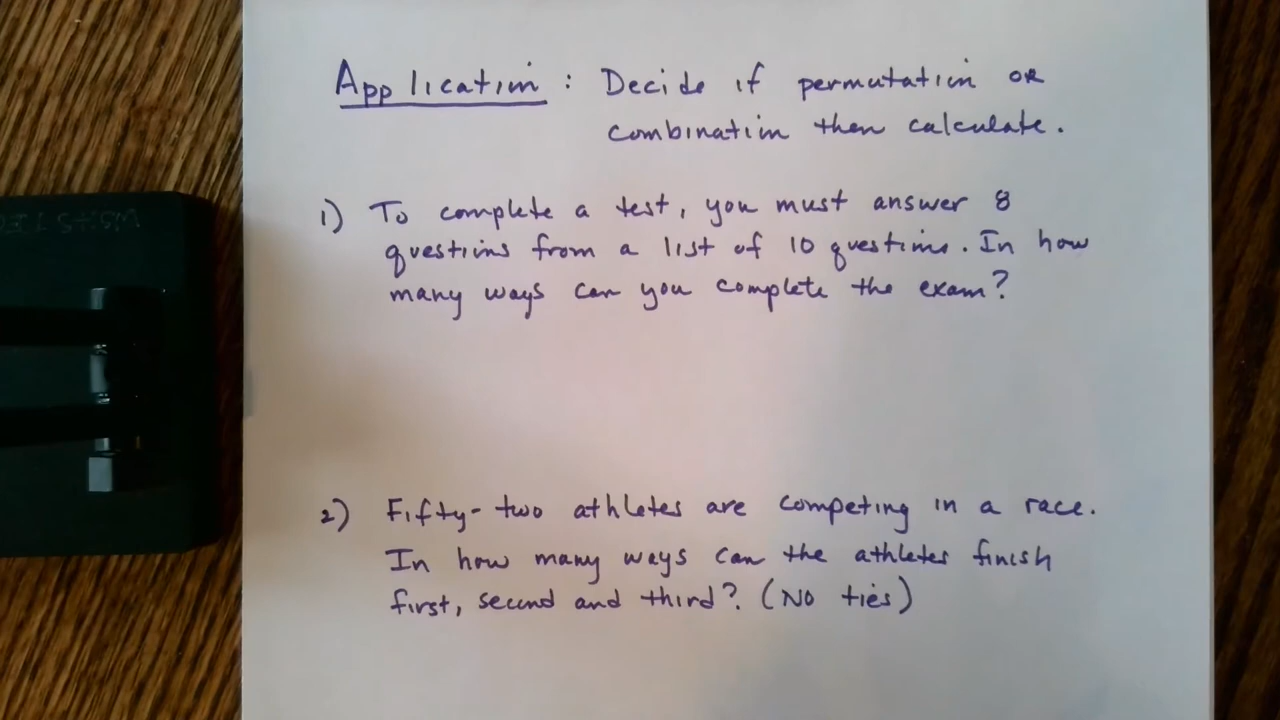 Application: Decide if permutation OR
combination then calculate.
1) To complete a test, you must answer 8
questions from a list of 10 questions. In how
many ways can you complete the exam?
2) Fifty-two athletes are competing in a race.
In how many ways can the athletes finish
first, second and third? (No ties)